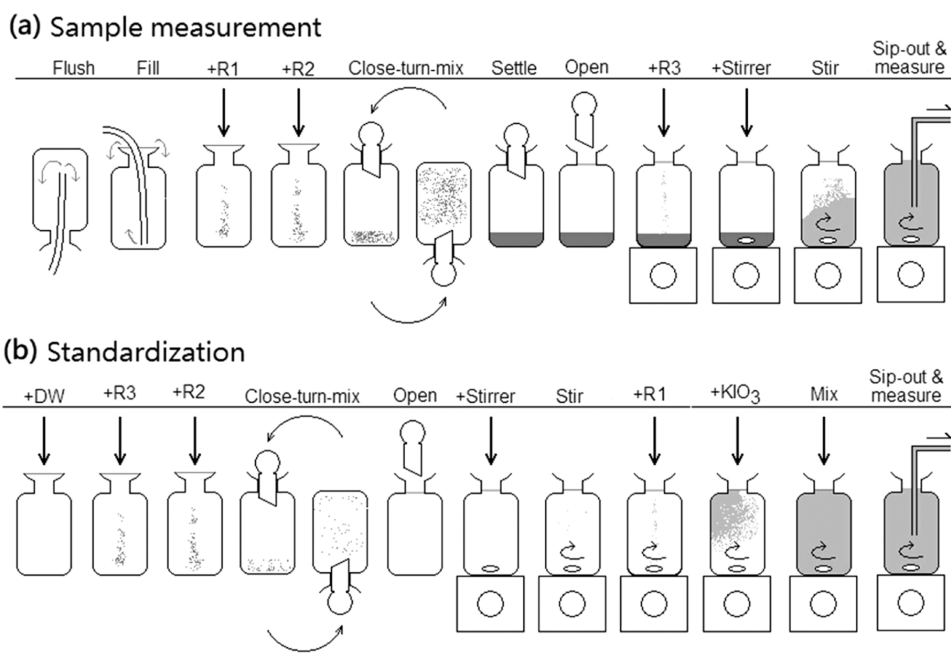 (a) Sample measurement
Flush Fill +R1 +R2 Close-turn-mix Settle Open +R3 +Stirrer Stir Sip-out &
measure
(b) Standardization
+DW +R3 +R2 Close-turn-mix Open +Stirrer Stir +R1 +KIO₃ Mix Sip-out &
measure